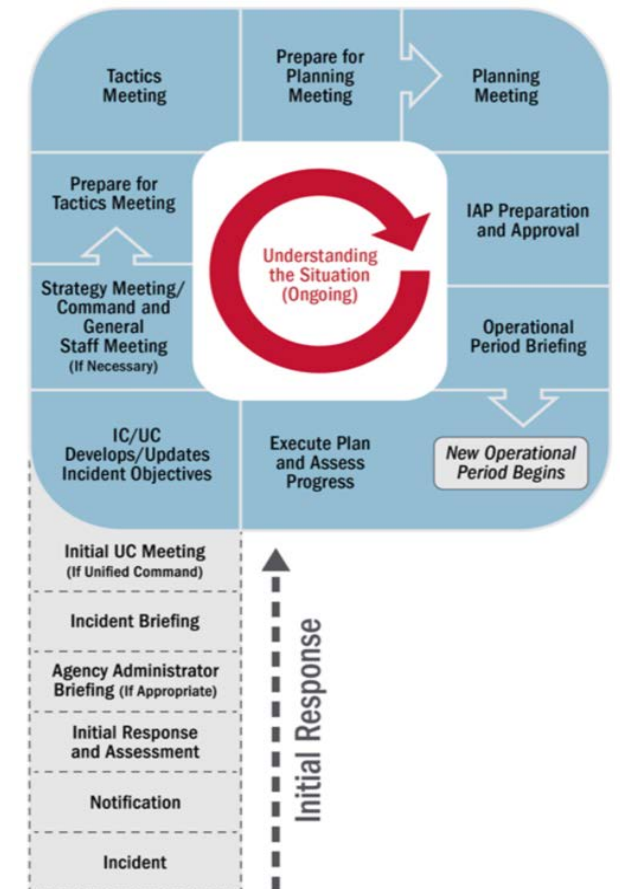 Tactics
Meeting
Prepare for
Planning
Meeting
Planning
Meeting
Prepare for
Tactics Meeting
IAP Preparation
and Approval
Understanding
the Situation
(Ongoing)
Strategy Meeting/
Command and
General
Staff Meeting
(If Necessary)
Operational
Period Briefing
IC/UC
Develops/Updates
Incident Objectives
Execute Plan
and Assess
Progress
New Operational
Period Begins
Initial UC Meeting
(If Unified Command)
Incident Briefing
Agency Administrator
Briefing (If Appropriate)
Initial Response
and Assessment
Notification
Incident
Initial Response